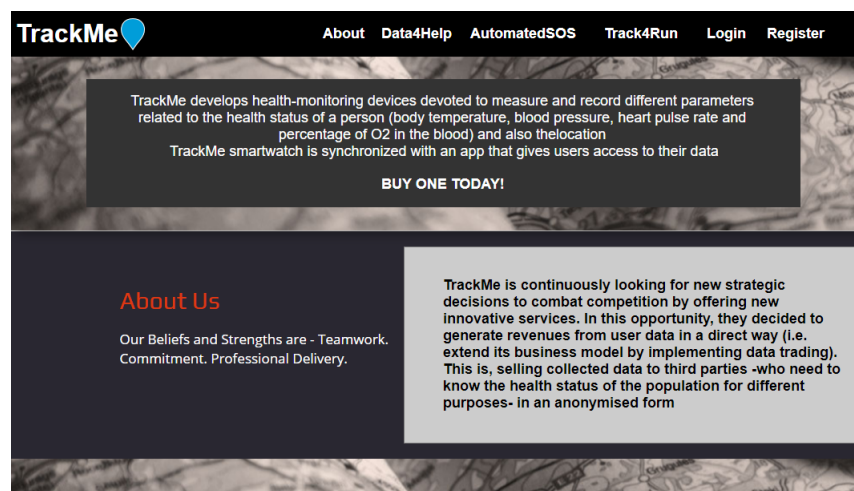 TrackMe
About Data4Help AutomatedSOS Track4Run Login Register
TrackMe develops health-monitoring devices devoted to measure and record different parameters
related to the health status of a person (body temperature, blood pressure, heart pulse rate and
percentage of O2 in the blood) and also thelocation
TrackMe smartwatch is synchronized with an app that gives users access to their data
BUY ONE TODAY!
About Us
Our Beliefs and Strengths are - Teamwork.
Commitment. Professional Delivery.
TrackMe is continuously looking for new strategic
decisions to combat competition by offering new
innovative services. In this opportunity, they decided to
generate revenues from user data in a direct way (i.e.
extend its business model by implementing data trading).
This is, selling collected data to third parties -who need to
know the health status of the population for different
purposes- in an anonymised form